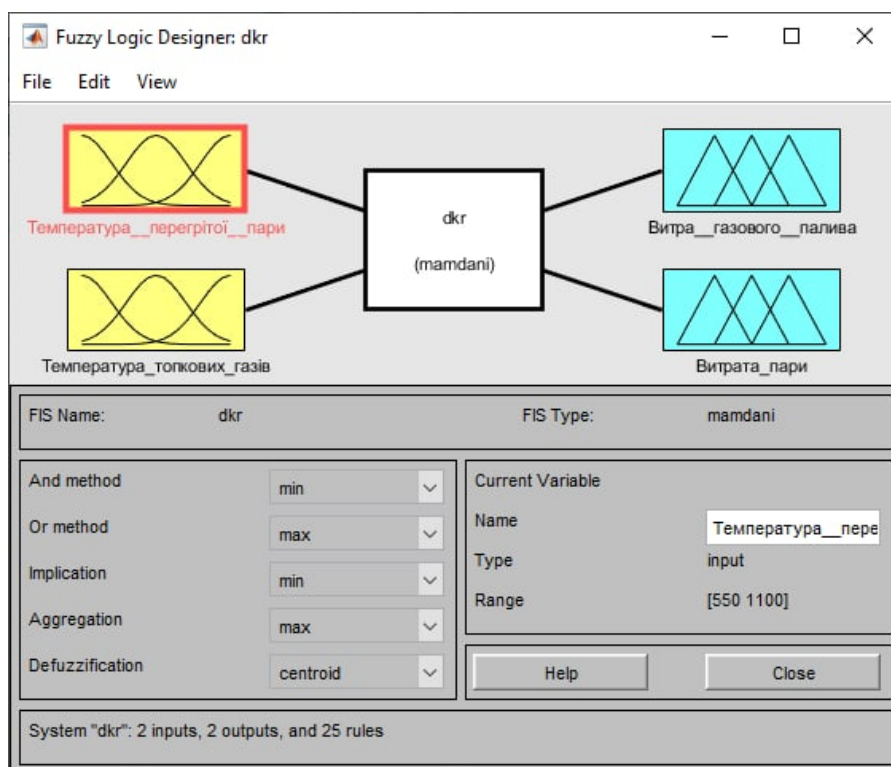 Fuzzy Logic Designer: dkr
File Edit View
Температура__перегрітої__пари
Температура_топкових_газів
dkr
(mamdani)
Витра__газового__палива
Витрата_пари
FIS Name: dkr FIS Type: mamdani
And method min
Or method max
Implication min
Aggregation max
Defuzzification centroid
Current Variable
Name Температура__пере
Type input
Range [550 1100]
Help Close
System "dkr": 2 inputs, 2 outputs, and 25 rules